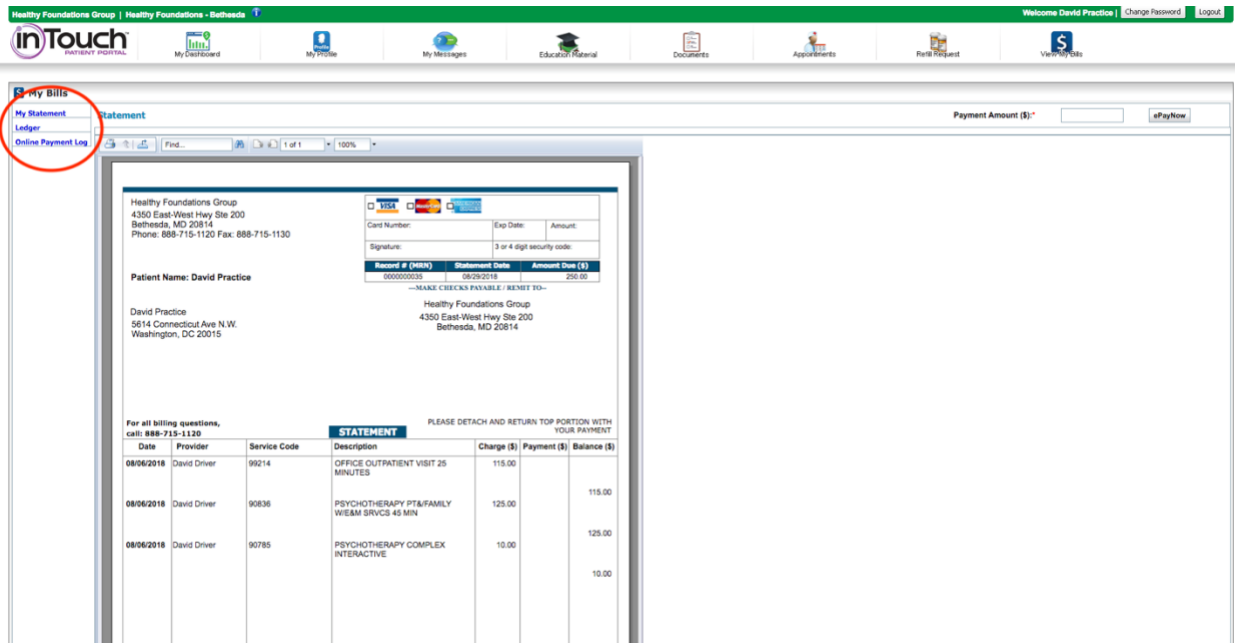 Healthy Foundations Group | Healthy Foundations - Bethesda
Welcome David Practice | Change Password Logout
inTouch
PATIENT PORTAL
My Dashboard My Profile My Messages Education Material Documents Appointments Refill Request View My Bills
My Bills
My Statement
Ledger
Online Payment Log
Statement Payment Amount ($):* ePayNow
Find... 1 of 1 100%
Healthy Foundations Group
4350 East-West Hwy Ste 200
Bethesda, MD 20814
Phone: 888-715-1120 Fax: 888-715-1130
VISA
Card Number: Exp Date: Amount:
Signature: 3 or 4 digit security code:
Record # (MRN) Statement Date Amount Due ($)
0000000035 08/29/2018 250.00
---MAKE CHECKS PAYABLE / REMIT TO--
Patient Name: David Practice
Healthy Foundations Group
4350 East-West Hwy Ste 200
Bethesda, MD 20814
David Practice
5614 Connecticut Ave N.W.
Washington, DC 20015
For all billing questions,
call: 888-715-1120
STATEMENT
PLEASE DETACH AND RETURN TOP PORTION WITH
YOUR PAYMENT
Date Provider Service Code Description Charge ($) Payment ($) Balance ($)
08/06/2018 David Driver 99214 OFFICE OUTPATIENT VISIT 25 115.00
MINUTES
115.00
08/06/2018 David Driver 90836 PSYCHOTHERAPY PT&/FAMILY 125.00
W/E&M SRVCS 45 MIN
125.00
08/06/2018 David Driver 90785 PSYCHOTHERAPY COMPLEX 10.00
INTERACTIVE
10.00